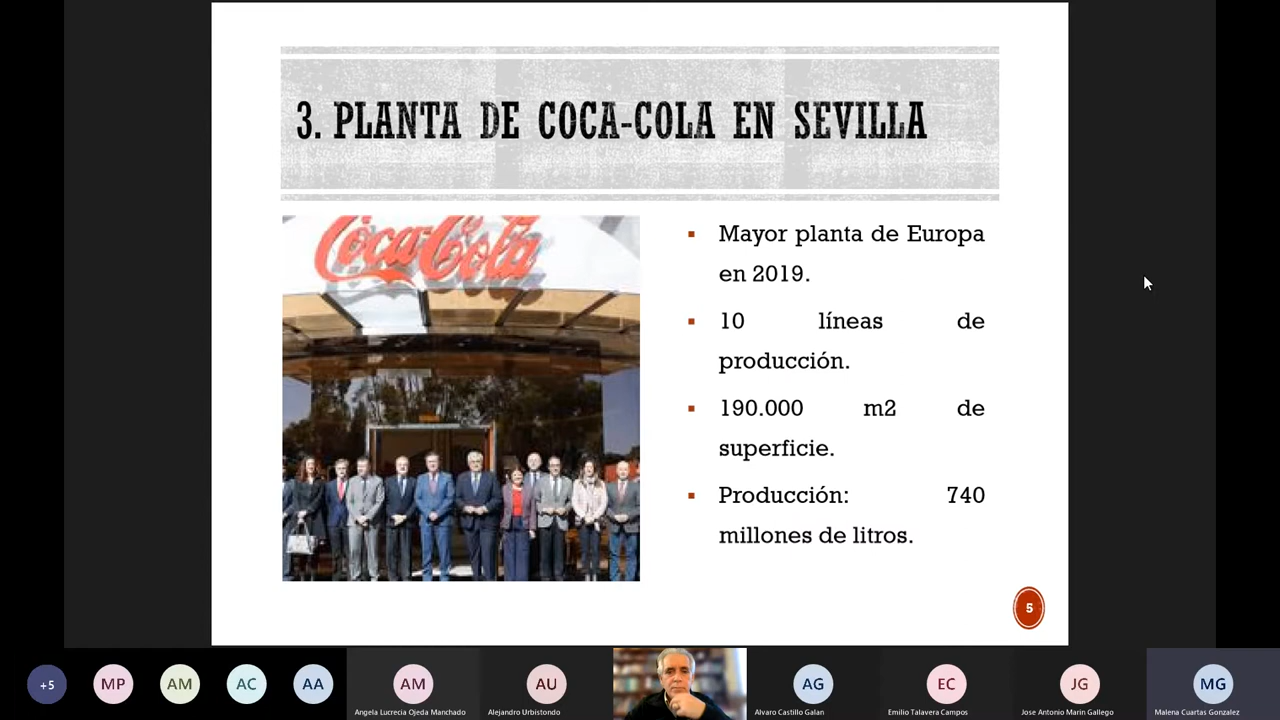 3. PLANTA DE COCA-COLA EN SEVILLA
Coca-Cola
Mayor planta de Europa
en 2019.
10 líneas de
producción.
190.000 m2 de
superficie.
Producción: 740
millones de litros.
5
+5
MP
AM
AC
AA
AM
AU
AG
EC
JG
MG
Angela Lucrecia Ojeda Manchado
Alejandro Urbistondo
Alvaro Castillo Galan
Emilio Talavera Campos
Jose Antonio Marin Gallego
Malena Cuartas Gonzalez